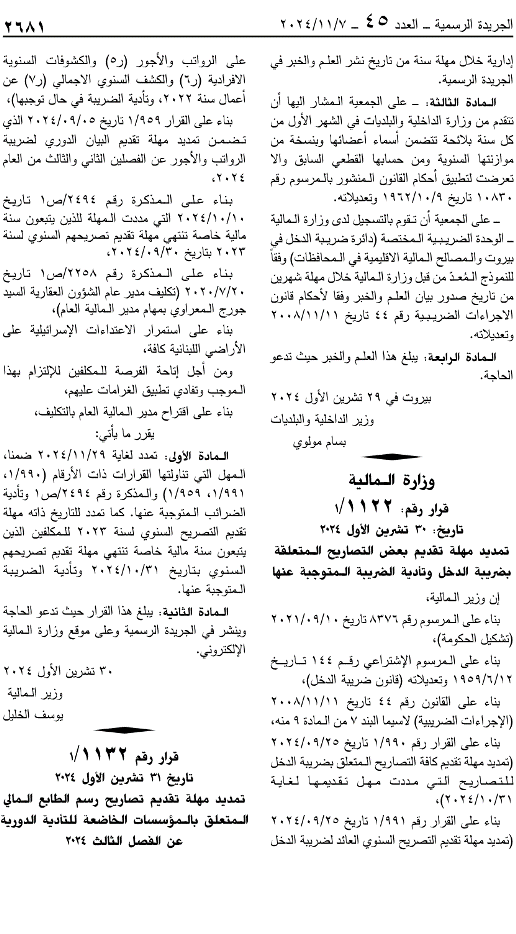 الجريدة الرسمية ــ العدد ٤٥ ــ ٢٠٢٤/١١/٧
٢٦٨١
إدارية خلال مهلة سنة من تاريخ نشر العلم والخبر في
الجريدة الرسمية.
المادة الثالثة: ــ على الجمعية المشار اليها أن
تتقدم من وزارة الداخلية والبلديات في الشهر الأول من
كل سنة بلائحة تتضمن أسماء أعضائها وبنسخة من
موازنتها السنوية ومن حسابها القطعي السابق والا
تعرضت لتطبيق أحكام القانون المنشور بالمرسوم رقم
١٠٨٣٠ تاريخ ١٩٦٢/١٠/٩ وتعديلاته.
ــ على الجمعية أن تقوم بالتسجيل لدى وزارة المالية
ــ الوحدة الضريبية المختصة (دائرة ضريبة الدخل في
بيروت والمصالح المالية الاقليمية في المحافظات) وفقاً
للنموذج المُعدّ من قبل وزارة المالية خلال مهلة شهرين
من تاريخ صدور بيان العلم والخبر وفقا لأحكام قانون
الاجراءات الضريبية رقم ٤٤ تاريخ ٢٠٠٨/١١/١١
وتعديلاته.
المادة الرابعة: يبلغ هذا العلم والخبر حيث تدعو
الحاجة.
بيروت في ٢٩ تشرين الأول ٢٠٢٤
وزير الداخلية والبلديات
بسام مولوي
وزارة المالية
قرار رقم: ١/١١٢٢
تاريخ: ٣٠ تشرين الأول ٢٠٢٤
تمديد مهلة تقديم بعض التصاريح المتعلقة
بضريبة الدخل وتأدية الضريبة المتوجبة عنها
إن وزير المالية،
بناء على المرسوم رقم ٨٣٧٦ تاريخ ٢٠٢١/٠٩/١٠
(تشكيل الحكومة)،
بناء على المرسوم الإشتراعي رقم ١٤٤ تاريخ
١٩٥٩/٦/١٢ وتعديلاته (قانون ضريبة الدخل)،
بناء على القانون رقم ٤٤ تاريخ ٢٠٠٨/١١/١١
(الإجراءات الضريبية) لاسيما البند ٧ من المادة ٩ منه،
بناء على القرار رقم ١/٩٩٠ تاريخ ٢٠٢٤/٠٩/٢٥
(تمديد مهلة تقديم كافة التصاريح المتعلق بضريبة الدخل
للتصاريح التي مددت مهل تقديمها لغاية
٢٠٢٤/١٠/٣١)،
بناء على القرار رقم ١/٩٩١ تاريخ ٢٠٢٤/٠٩/٢٥
(تمديد مهلة تقديم التصريح السنوي العائد لضريبة الدخل
على الرواتب والأجور (ر٥) والكشوفات السنوية
الافرادية (ر٦) والكشف السنوي الاجمالي (ر٧) عن
أعمال سنة ٢٠٢٢، وتأدية الضريبة في حال توجبها)،
بناء على القرار ١/٩٥٩ تاريخ ٢٠٢٤/٠٩/٠٥ الذي
تضمن تمديد مهلة تقديم البيان الدوري لضريبة
الرواتب والأجور عن الفصلين الثاني والثالث من العام
٢٠٢٤،
بناء على المذكرة رقم ٢٤٩٤/ص١ تاريخ
٢٠٢٤/١٠/١٠ التي مددت المهلة للذين يتبعون سنة
مالية خاصة تنتهي مهلة تقديم تصريحهم السنوي لسنة
٢٠٢٣ بتاريخ ٢٠٢٤/٠٩/٣٠،
بناء على المذكرة رقم ٢٢٥٨/ص١ تاريخ
٢٠٢٠/٧/٢٠ (تكليف مدير عام الشؤون العقارية السيد
جورج المعراوي بمهام مدير المالية العام)،
بناء على استمرار الاعتداءات الإسرائيلية على
الأراضي اللبنانية كافة،
ومن أجل إتاحة الفرصة للمكلفين للإلتزام بهذا
الموجب وتفادي تطبيق الغرامات عليهم،
بناء على اقتراح مدير المالية العام بالتكليف،
يقرر ما يأتي:
المادة الأولى: تمدد لغاية ٢٠٢٤/١١/٢٩ ضمنا،
المهل التي تناولتها القرارات ذات الأرقام (١/٩٩٠،
١/٩٩١، ١/٩٥٩) والمذكرة رقم ٢٤٩٤/ص١ وتأدية
الضرائب المتوجبة عنها. كما تمدد للتاريخ ذاته مهلة
تقديم التصريح السنوي لسنة ٢٠٢٣ للمكلفين الذين
يتبعون سنة مالية خاصة تنتهي مهلة تقديم تصريحهم
السنوي بتاريخ ٢٠٢٤/١٠/٣١ وتأدية الضريبة
المتوجبة عنها.
المادة الثانية: يبلغ هذا القرار حيث تدعو الحاجة
وينشر في الجريدة الرسمية وعلى موقع وزارة المالية
الإلكتروني.
٣٠ تشرين الأول ٢٠٢٤
وزير المالية
يوسف الخليل
قرار رقم ١/١١٣٢
تاريخ ٣١ تشرين الأول ٢٠٢٤
تمديد مهلة تقديم تصاريح رسم الطابع المالي
المتعلق بالمؤسسات الخاضعة للتأدية الدورية
عن الفصل الثالث ٢٠٢٤